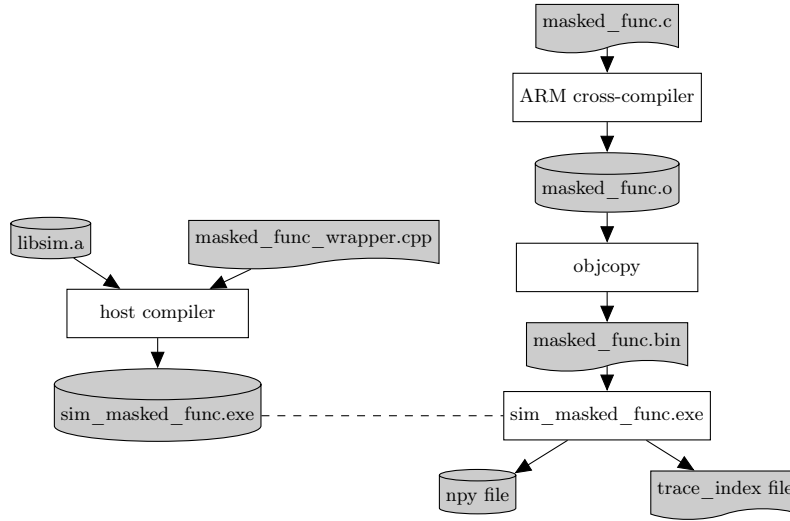 masked_func.c
ARM cross-compiler
masked_func.o
libsim.a
masked_func_wrapper.cpp
objcopy
host compiler
masked_func.bin
sim_masked_func.exe
sim_masked_func.exe
npy file
trace_index file